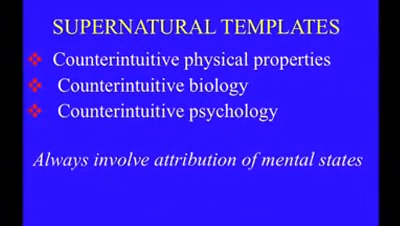 SUPERNATURAL TEMPLATES
Counterintuitive physical properties
Counterintuitive biology
Counterintuitive psychology
Always involve attribution of mental states